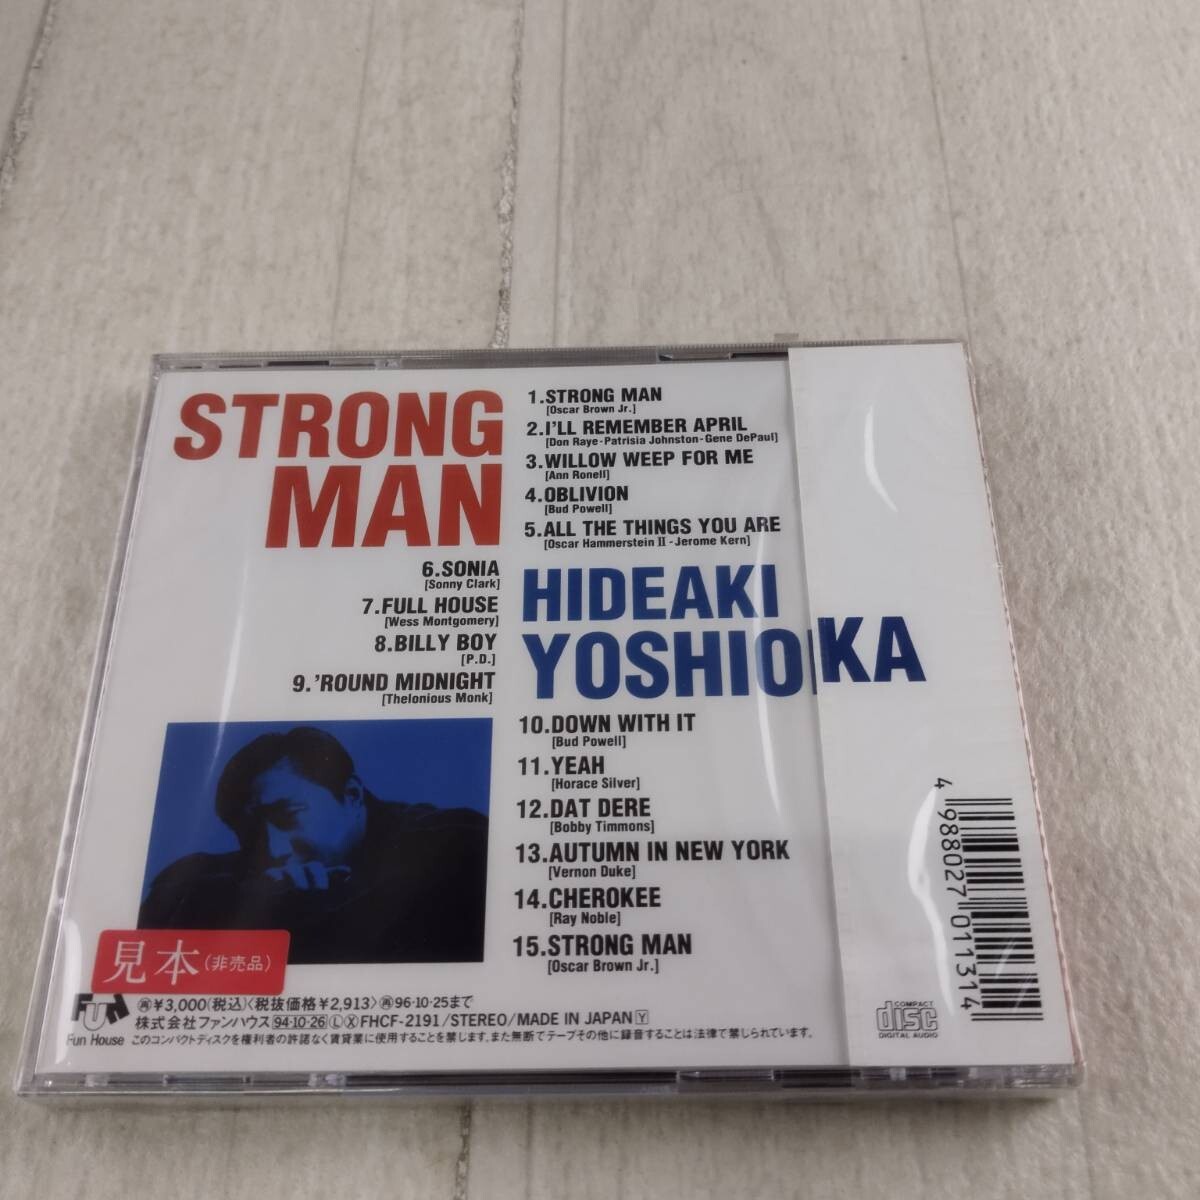 STRONG
MAN
1.STRONG MAN
[Oscar Brown Jr.]
2.I'LL REMEMBER APRIL
[Don Raye-Patrisia Johnston-Gene DePaul]
3.WILLOW WEEP FOR ME
[Ann Ronell]
4.OBLIVION
[Bud Powell]
5.ALL THE THINGS YOU ARE
[Oscar Hammerstein II-Jerome Kern]
6.SONIA
[Sonny Clark]
7.FULL HOUSE
[Wess Montgomery]
8.BILLY BOY
[P.D.]
9.'ROUND MIDNIGHT
[Thelonious Monk]
HIDEAKI
YOSHIOKA
10.DOWN WITH IT
[Bud Powell]
11.YEAH
[Horace Silver]
12.DAT DERE
[Bobby Timmons]
13.AUTUMN IN NEW YORK
[Vernon Duke]
14.CHEROKEE
[Ray Noble]
15.STRONG MAN
[Oscar Brown Jr.]
見本(非売品)
FUN
Fun House
㋳¥3,000(税込)〈税抜価格¥2,913〉㋳96·10·25まで
株式会社ファンハウス 94·10·26 Ⓛ Ⓧ FHCF-2191/STEREO/MADE IN JAPAN Y
このコンパクトディスクを権利者の許諾なく賃貸業に使用することを禁じます。また無断でテープその他に録音することは法律で禁じられています。
COMPACT
disc
DIGITAL AUDIO
4 988027 011314